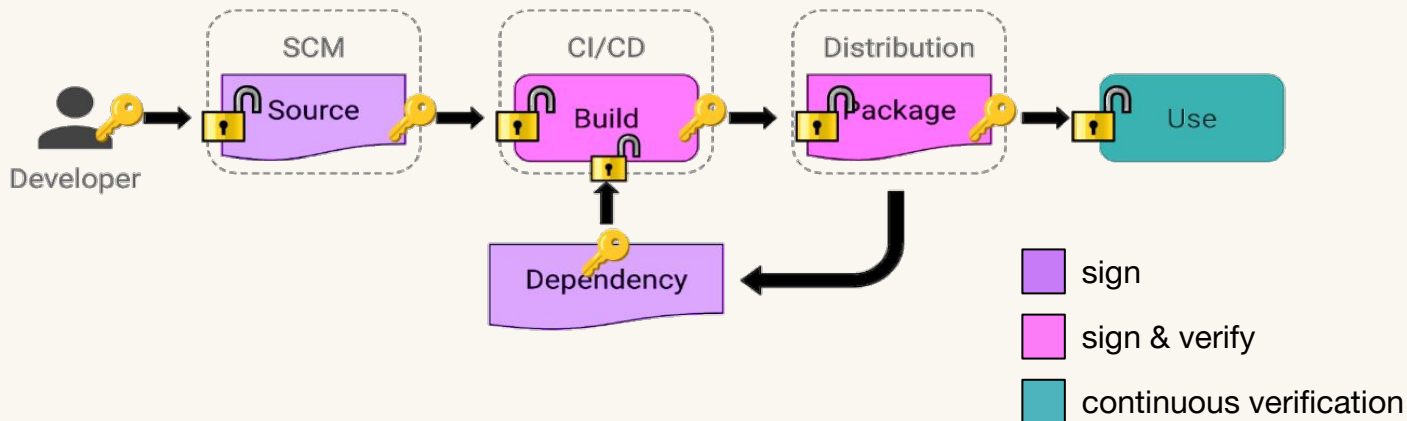 SCM
CI/CD
Distribution
Source
Build
Package
Use
Developer
Dependency
sign
sign & verify
continuous verification